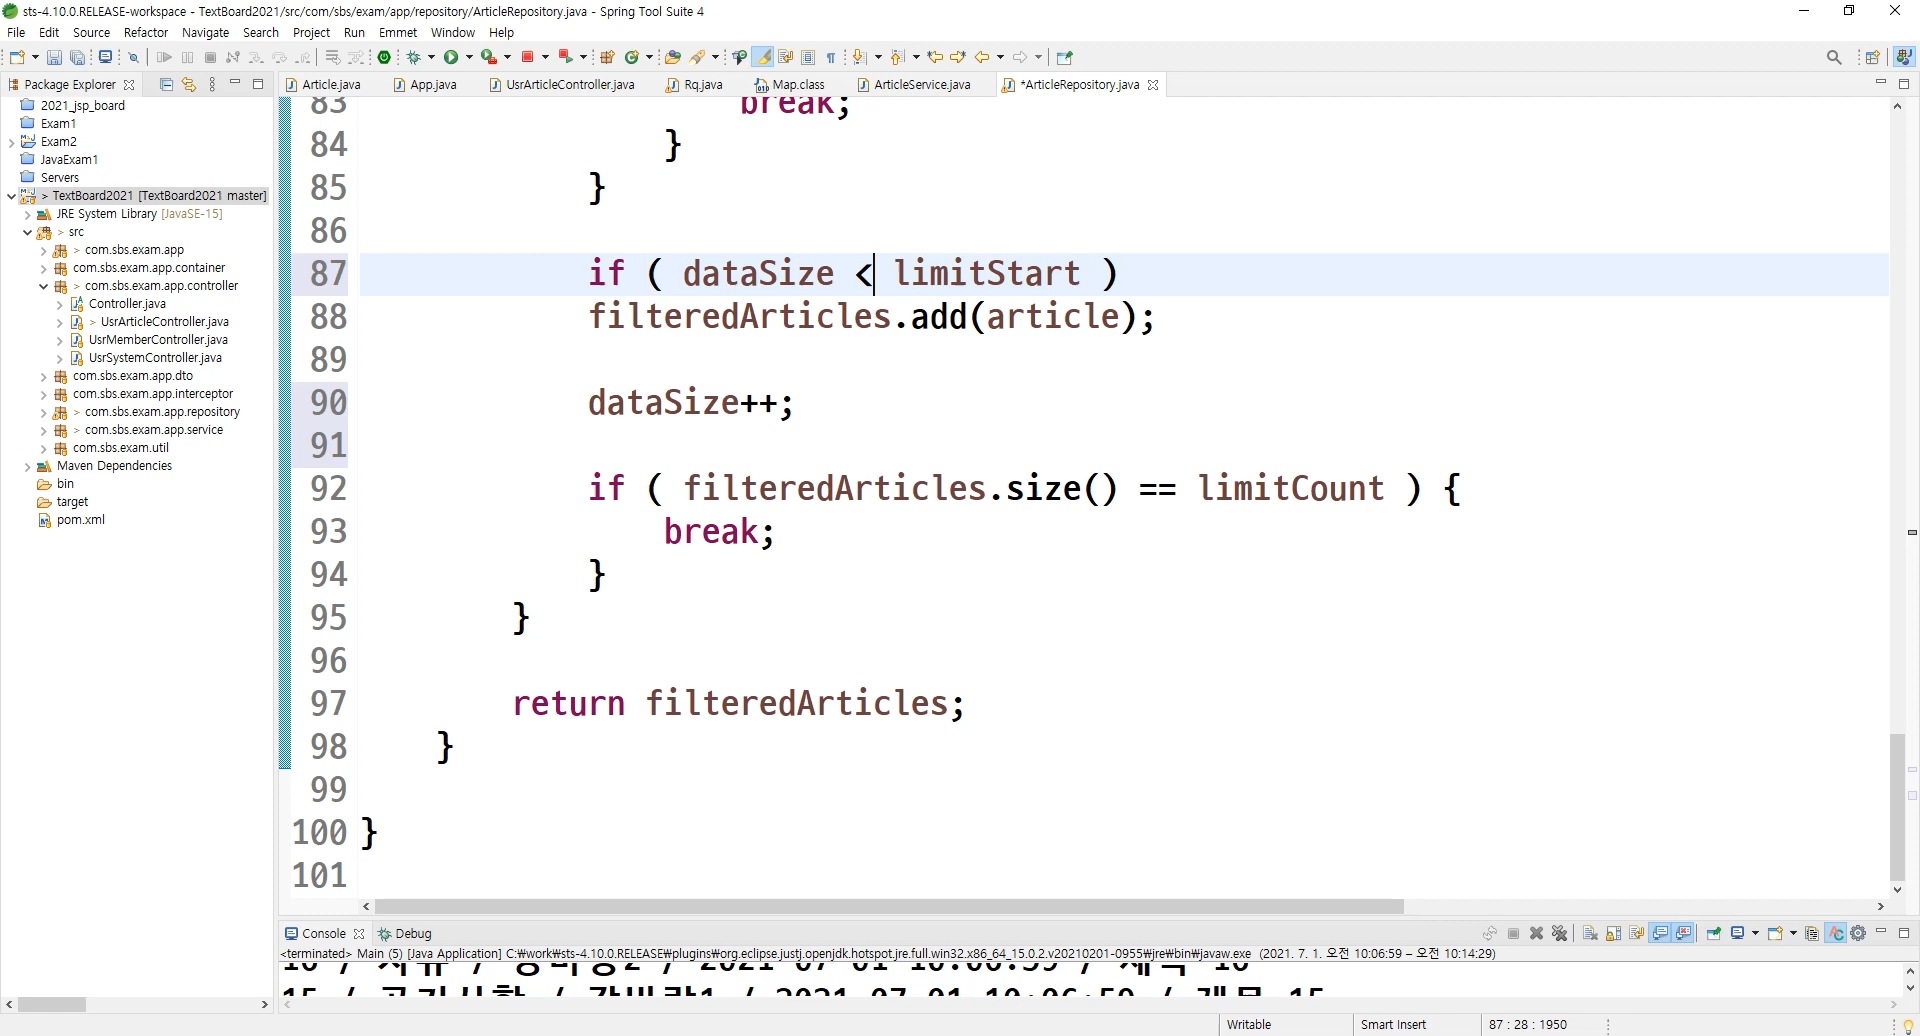 sts-4.10.0.RELEASE-workspace - TextBoard2021/src/com/sbs/exam/app/repository/ArticleRepository.java - Spring Tool Suite 4
File Edit Source Refactor Navigate Search Project Run Emmet Window Help
Package Explorer
Article.java App.java UsrArticleController.java Rq.java Map.class ArticleService.java *ArticleRepository.java
2021_jsp_board
Exam1
Exam2
JavaExam1
Servers
> TextBoard2021 [TextBoard2021 master]
JRE System Library [JavaSE-15]
> src
> com.sbs.exam.app
com.sbs.exam.app.container
> com.sbs.exam.app.controller
Controller.java
> UsrArticleController.java
UsrMemberController.java
UsrSystemController.java
com.sbs.exam.app.dto
com.sbs.exam.app.interceptor
> com.sbs.exam.app.repository
> com.sbs.exam.app.service
com.sbs.exam.util
Maven Dependencies
bin
target
pom.xml
83 break;
84 }
85 }
86
87 if ( dataSize < limitStart )
88 filteredArticles.add(article);
89
90 dataSize++;
91
92 if ( filteredArticles.size() == limitCount ) {
93 break;
94 }
95 }
96
97 return filteredArticles;
98 }
99
100 }
101
Console Debug
<terminated> Main (5) [Java Application] C:₩work₩sts-4.10.0.RELEASE₩plugins₩org.eclipse.justj.openjdk.hotspot.jre.full.win32.x86_64_15.0.2.v20210201-0955₩jre₩bin₩javaw.exe (2021. 7. 1. 오전 10:06:59 – 오전 10:14:29)
Writable Smart Insert 87 : 28 : 1950